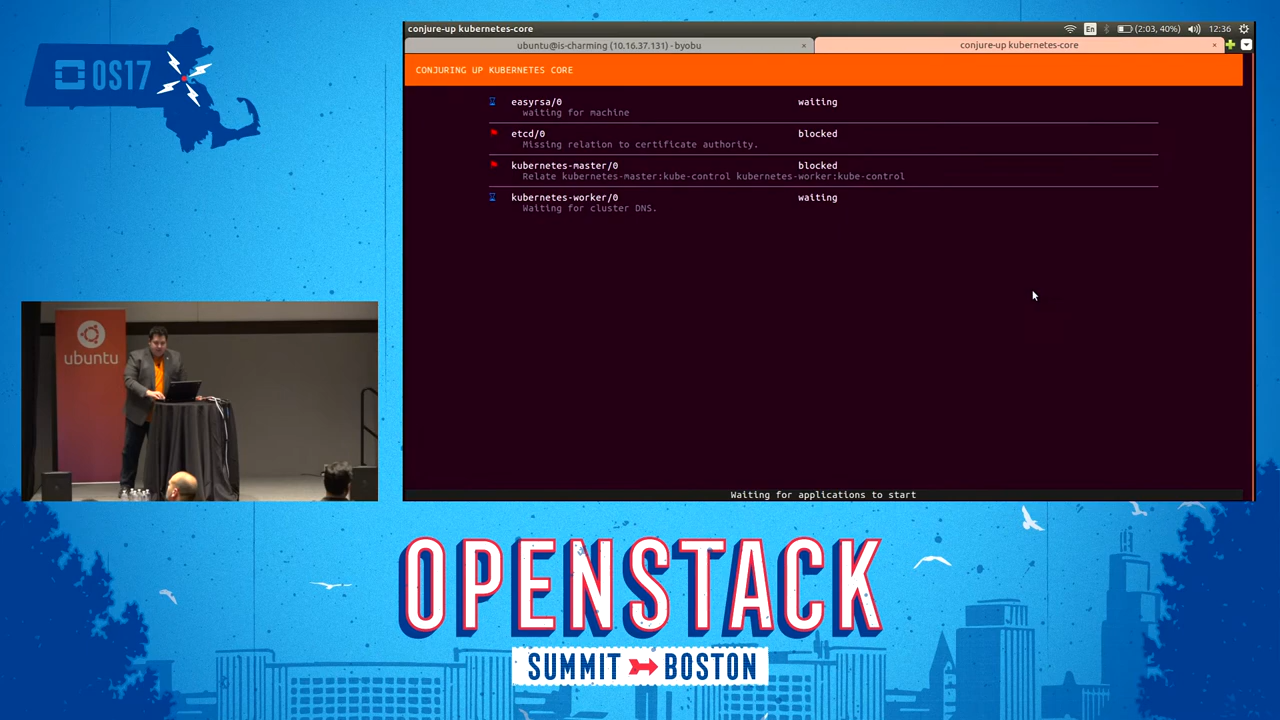 OS17
conjure-up kubernetes-core
En
(2:03, 40%)
12:36
ubuntu@is-charming (10.16.37.131) - byobu
×
conjure-up kubernetes-core
×
CONJURING UP KUBERNETES CORE
easyrsa/0 waiting
waiting for machine
etcd/0 blocked
Missing relation to certificate authority.
kubernetes-master/0 blocked
Relate kubernetes-master:kube-control kubernetes-worker:kube-control
kubernetes-worker/0 waiting
Waiting for cluster DNS.
Waiting for applications to start
ubuntu
OPENSTACK
SUMMIT BOSTON